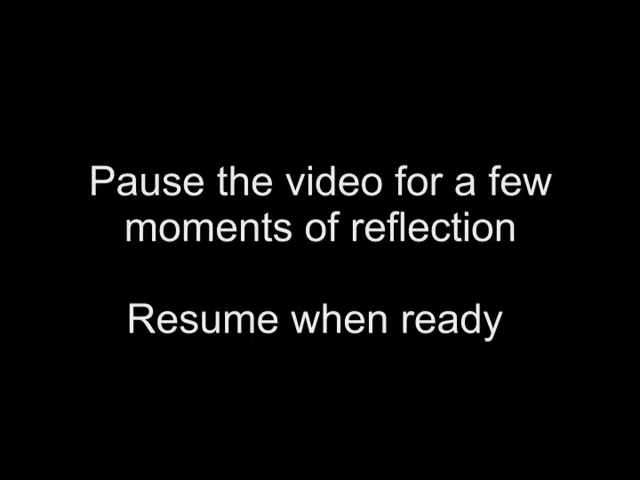 Pause the video for a few
moments of reflection
Resume when ready